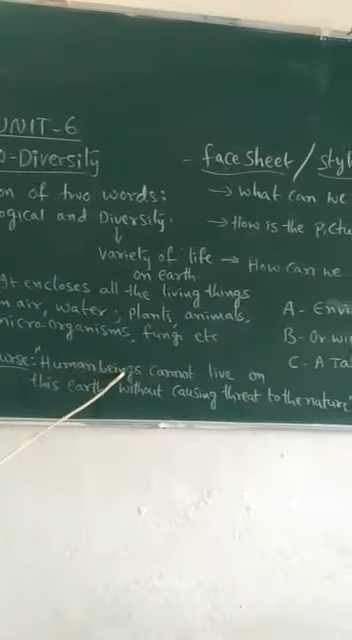 UNIT-6
o-Diversity
on of two words:
ogical and Diversity.
↓
variety of life
on earth
It encloses all the living things
m air, water, plants, animals,
micro-organisms, fungi etc
urse: "Human beings cannot live on
this earth without causing threat to the nature"
- face sheet / styl
→ what can we
→ How is the pictu
→ How can we
A - Envi
B - Or wi
C - A Ta